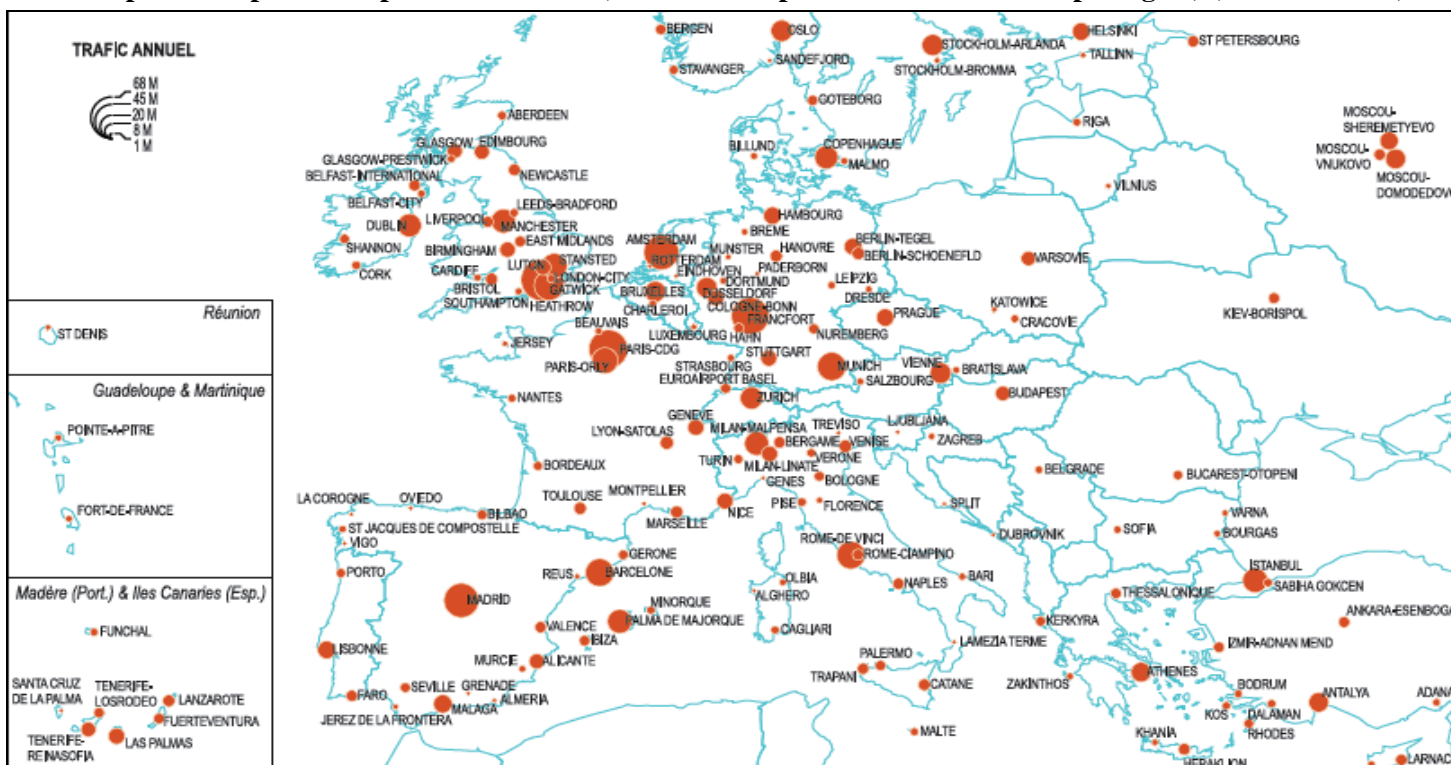 TRAFIC ANNUEL
68 M
45 M
20 M
8 M
1 M
BERGEN
OSLO
HELSINKI
ST PETERSBOURG
STOCKHOLM-ARLANDA
TALLINN
SANDEFJORD
STAVANGER
STOCKHOLM-BROMMA
GOTEBORG
ABERDEEN
RIGA
MOSCOU-
SHEREMETYEVO
MOSCOU-
VNUKOVO
MOSCOU-
DOMODEDOVO
GLASGOW
EDIMBOURG
BILLUND
COPENHAGUE
MALMO
GLASGOW-PRESTWICK
BELFAST-INTERNATIONAL
NEWCASTLE
VILNIUS
BELFAST-CITY
LEEDS-BRADFORD
HAMBOURG
DUBLIN
LIVERPOOL
MANCHESTER
BREME
SHANNON
BIRMINGHAM
EAST MIDLANDS
AMSTERDAM
MUNSTER
HANOVRE
BERLIN-TEGEL
BERLIN-SCHOENEFLD
VARSOVIE
CORK
LUTON
STANSTED
ROTTERDAM
CARDIFF
LONDON-CITY
EINDHOVEN
PADERBORN
BRISTOL
GATWICK
BRUXELLES
DORTMUND
LEIPZIG
SOUTHAMPTON
HEATHROW
CHARLEROI
DUSSELDORF
DRESDE
COLOGNE-BONN
KATOWICE
KIEV-BORISPOL
BEAUVAIS
FRANCFORT
PRAGUE
CRACOVIE
LUXEMBOURG
HAHN
NUREMBERG
JERSEY
PARIS-CDG
STUTTGART
PARIS-ORLY
STRASBOURG
MUNICH
VIENNE
BRATISLAVA
EUROAIRPORT BASEL
SALZBOURG
BUDAPEST
NANTES
ZURICH
GENEVE
TREVISO
LJUBLJANA
LYON-SATOLAS
MILAN-MALPENSA
BERGAME
VENISE
ZAGREB
VERONE
TURIN
MILAN-LINATE
BORDEAUX
GENES
BOLOGNE
BELGRADE
BUCAREST-OTOPENI
LA COROGNE
OVIEDO
TOULOUSE
MONTPELLIER
NICE
PISE
FLORENCE
SPLIT
BILBAO
MARSEILLE
VARNA
ST JACQUES DE COMPOSTELLE
DUBROVNIK
SOFIA
BOURGAS
VIGO
ROME-DE VINCI
ROME-CIAMPINO
GERONE
PORTO
REUS
BARCELONE
OLBIA
NAPLES
BARI
ISTANBUL
SABIHA GOKCEN
ALGHERO
THESSALONIQUE
MADRID
MINORQUE
ANKARA-ESENBOGA
PALMA DE MAJORQUE
KERKYRA
VALENCE
CAGLIARI
IBIZA
LAMEZIA TERME
IZMIR-ADNAN MEND
LISBONNE
MURCIE
ALICANTE
PALERMO
TRAPANI
ATHENES
ZAKINTHOS
CATANE
FARO
SEVILLE
GRENADE
BODRUM
ANTALYA
ADANA
MALAGA
ALMERIA
KOS
DALAMAN
JEREZ DE LA FRONTERA
RHODES
MALTE
KHANIA
HERAKLION
LARNAC
Réunion
ST DENIS
Guadeloupe & Martinique
POINTE-A-PITRE
FORT-DE-FRANCE
Madère (Port.) & Iles Canaries (Esp.)
FUNCHAL
SANTA CRUZ
DE LA PALMA
TENERIFE-
LOSRODEO
LANZAROTE
FUERTEVENTURA
TENERIFE-
REINASOFIA
LAS PALMAS